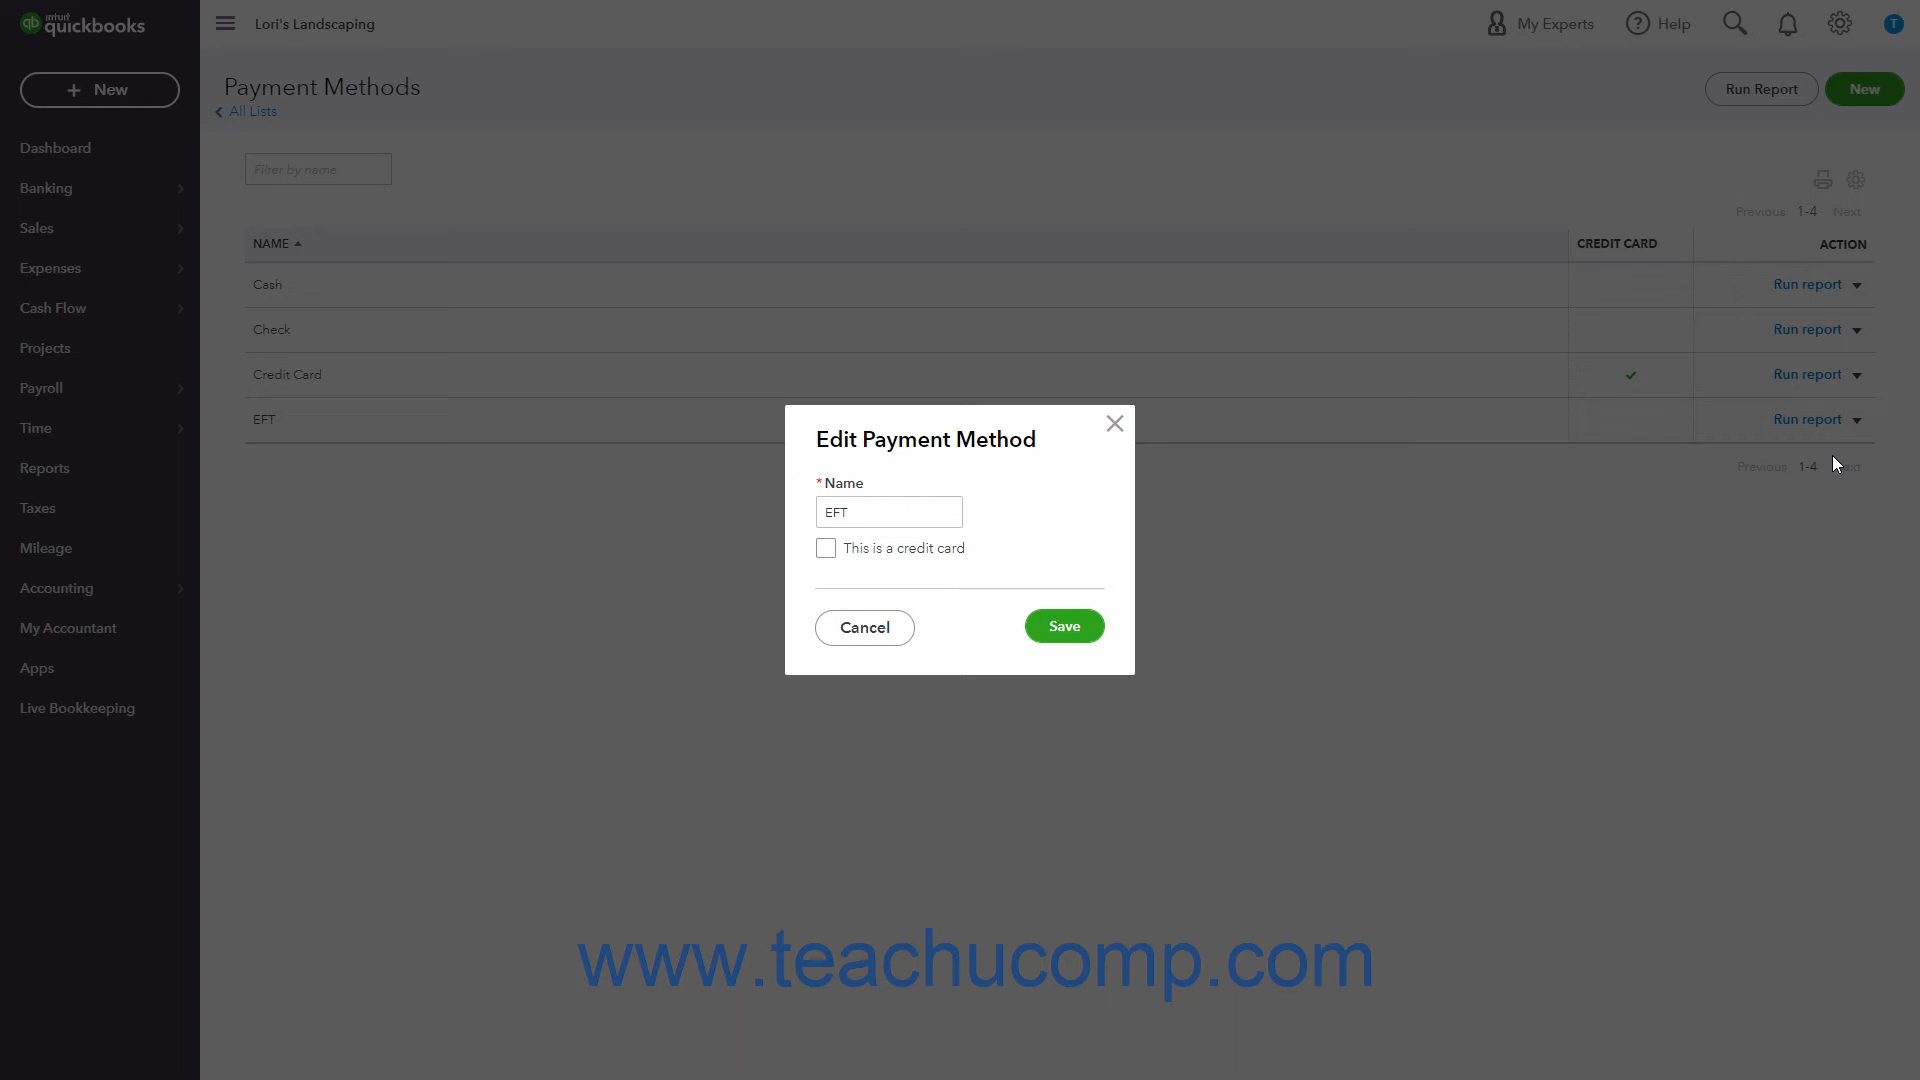 intuit
quickbooks
Lori's Landscaping
My Experts
Help
T
+ New
Payment Methods
All Lists
Run Report
New
Dashboard
Banking
Sales
Expenses
Cash Flow
Projects
Payroll
Time
Reports
Taxes
Mileage
Accounting
My Accountant
Apps
Live Bookkeeping
Filter by name
Previous 1-4 Next
NAME CREDIT CARD ACTION
Cash Run report
Check Run report
Credit Card Run report
EFT Run report
Previous 1-4
Edit Payment Method
* Name
EFT
This is a credit card
Cancel
Save
www.teachucomp.com